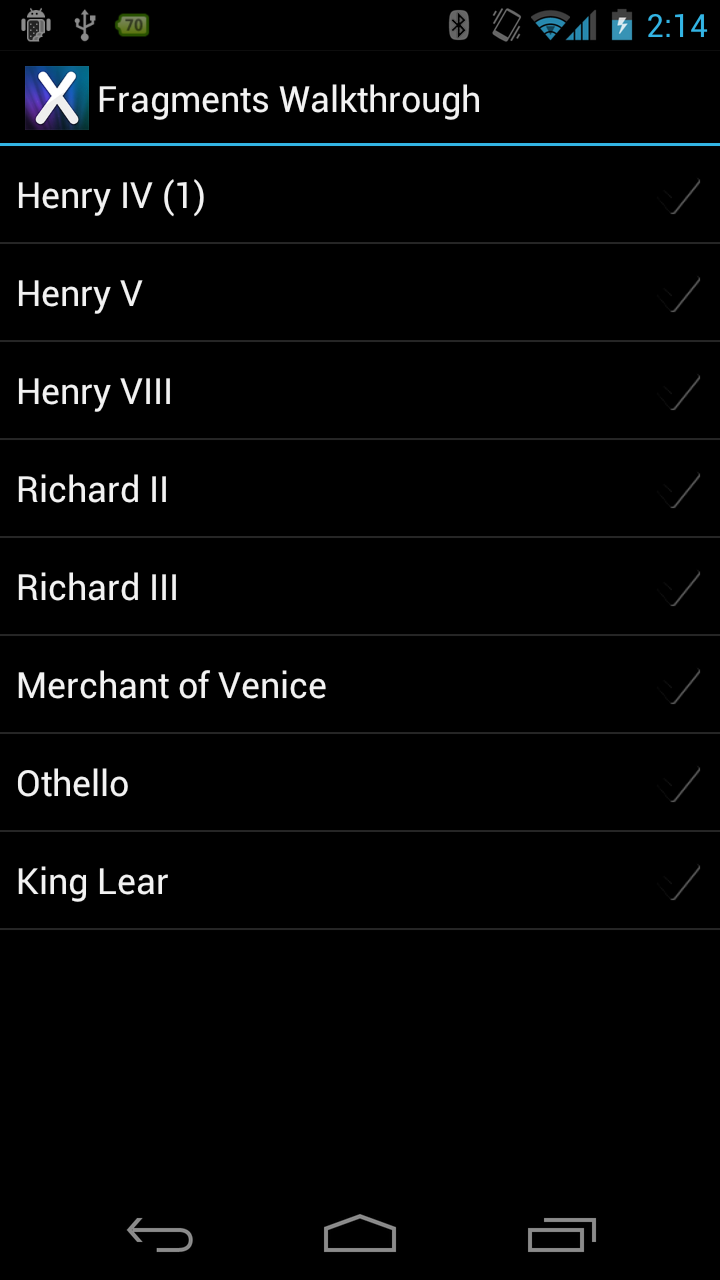 70
2:14
X Fragments Walkthrough
Henry IV (1)
Henry V
Henry VIII
Richard II
Richard III
Merchant of Venice
Othello
King Lear